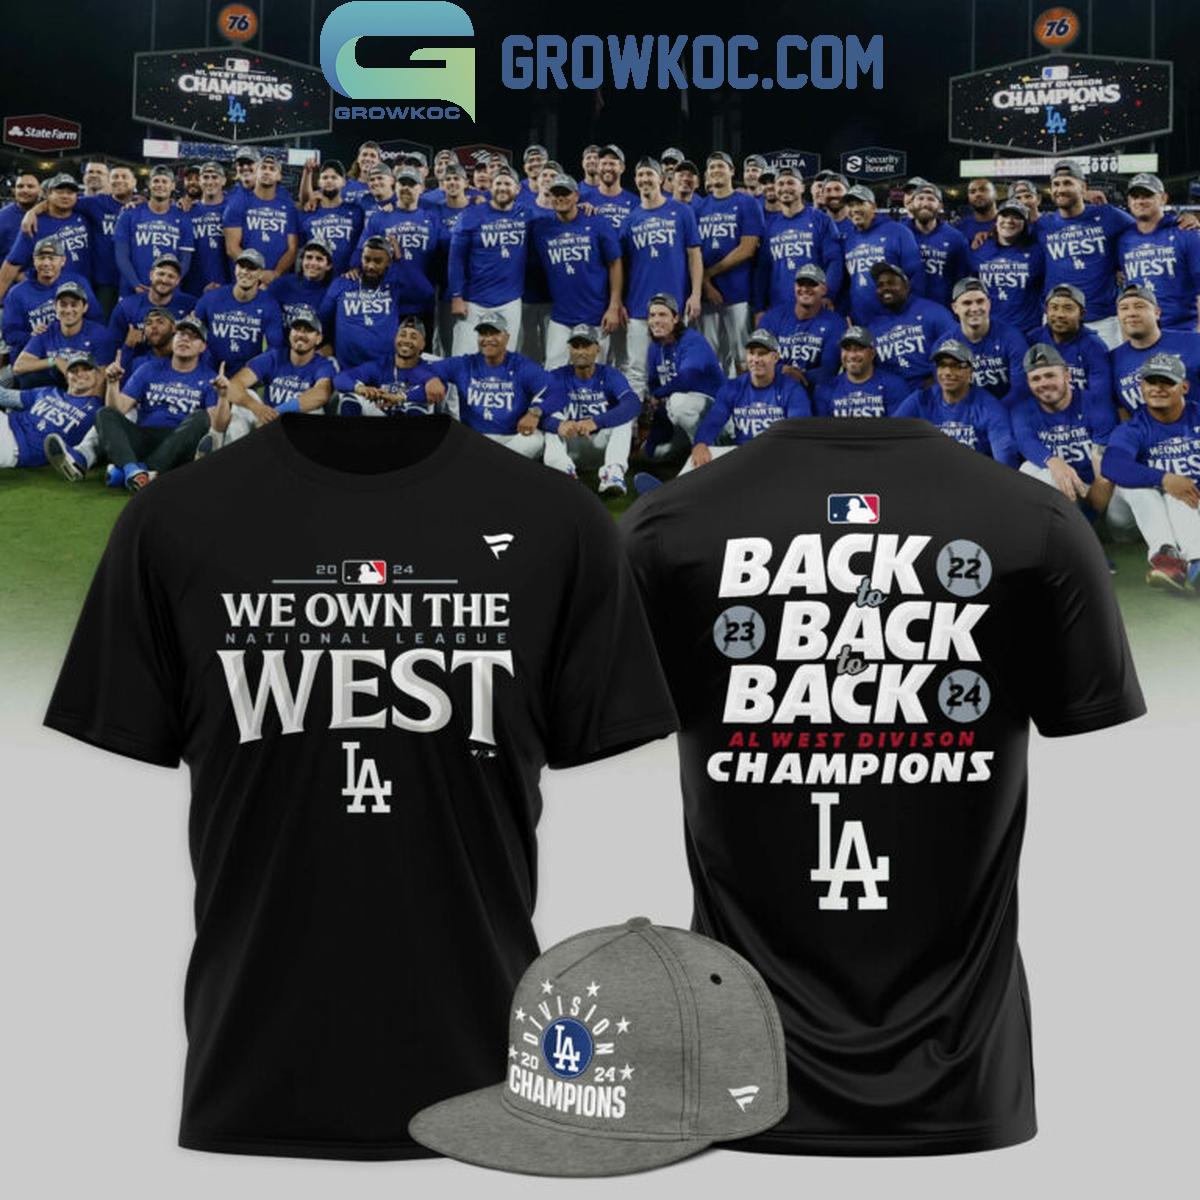 76
GROWKOC
GROWKOC.COM
76
NL WEST DIVISION
CHAMPIONS
20 LA 24
NL WEST DIVISION
CHAMPIONS
20 LA 24
StateFarm
ULTRA
Security
Benefit
WE OWN THE
WEST
LA
20 24
WE OWN THE
NATIONAL LEAGUE
WEST
LA
BACK 22
to
23 BACK
to
BACK 24
AL WEST DIVISON
CHAMPIONS
LA
DIVISION
LA
20 24
CHAMPIONS